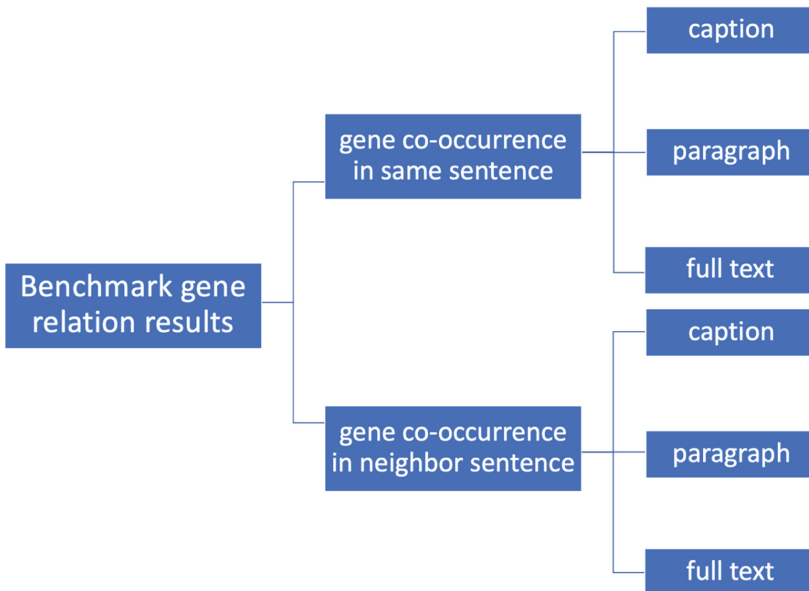 Benchmark gene
relation results
gene co-occurrence
in same sentence
caption
paragraph
full text
gene co-occurrence
in neighbor sentence
caption
paragraph
full text